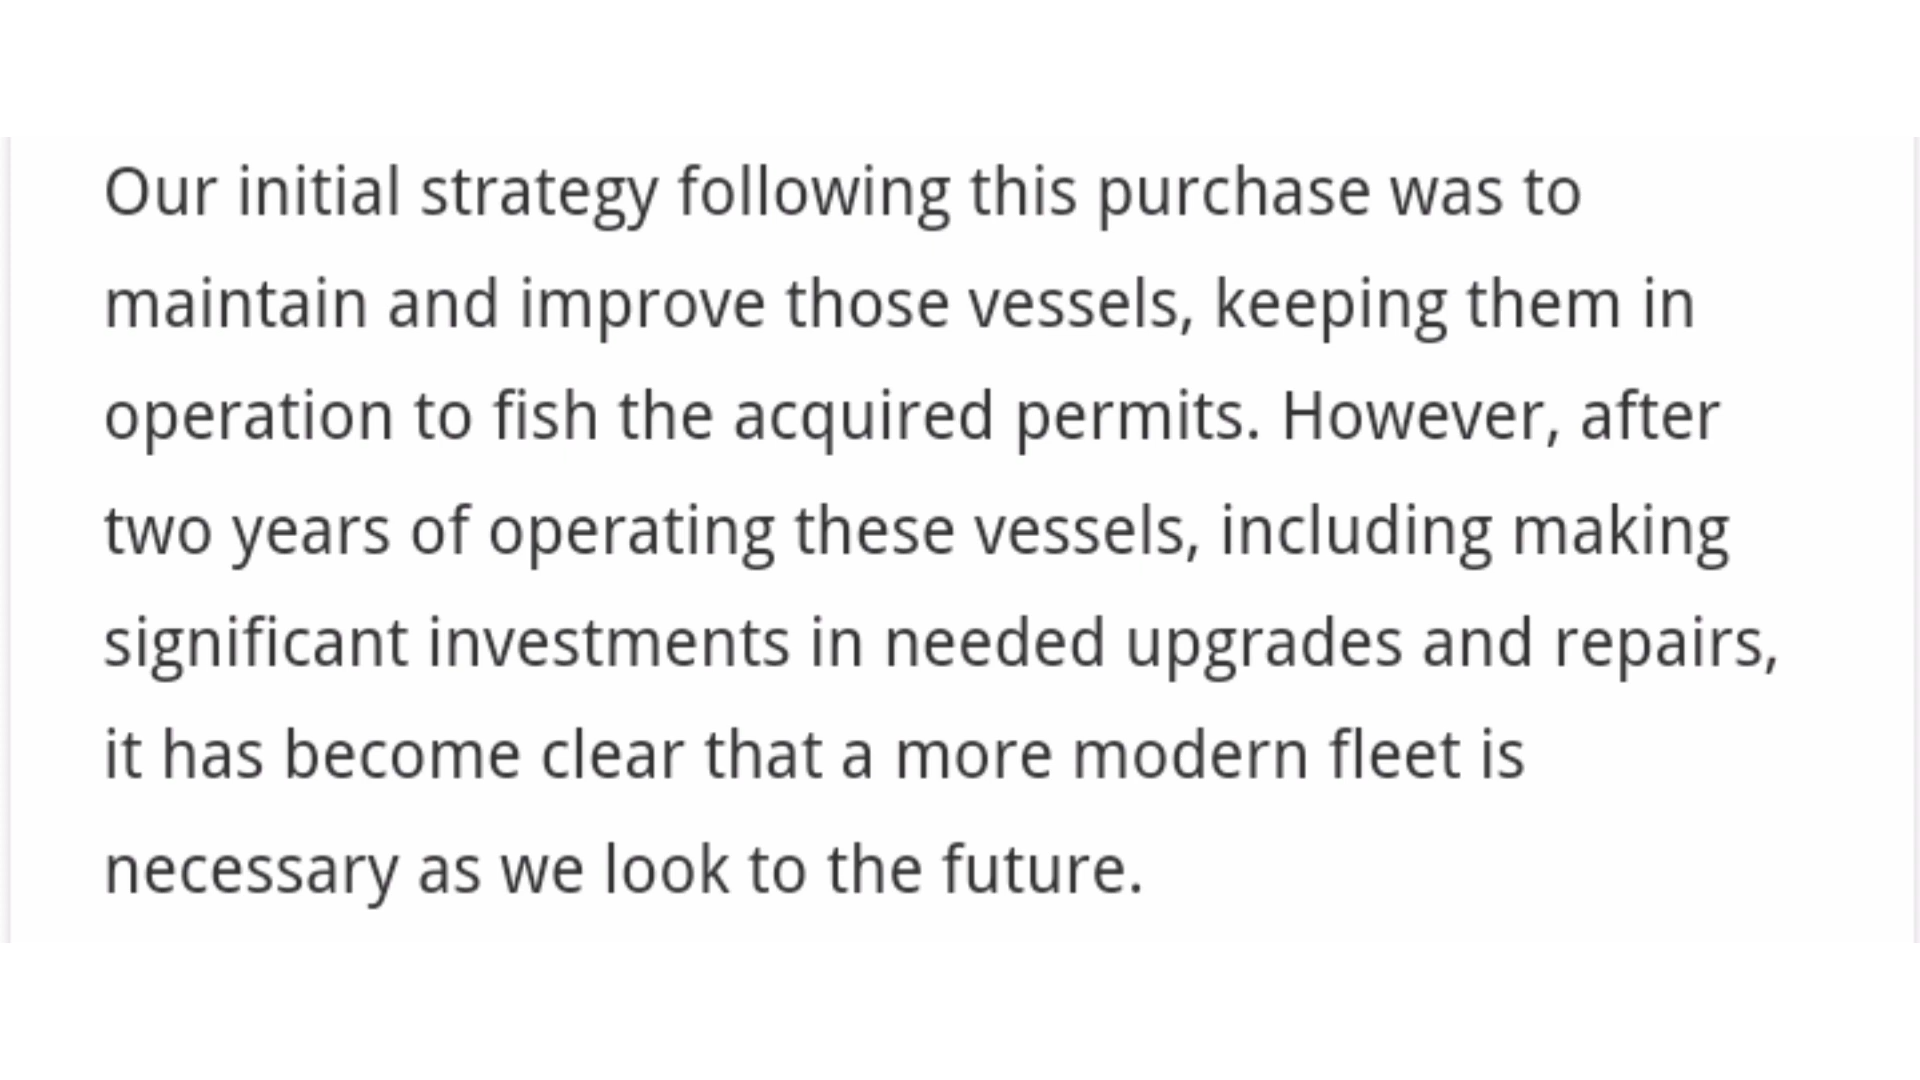 Our initial strategy following this purchase was to
maintain and improve those vessels, keeping them in
operation to fish the acquired permits. However, after
two years of operating these vessels, including making
significant investments in needed upgrades and repairs,
it has become clear that a more modern fleet is
necessary as we look to the future.